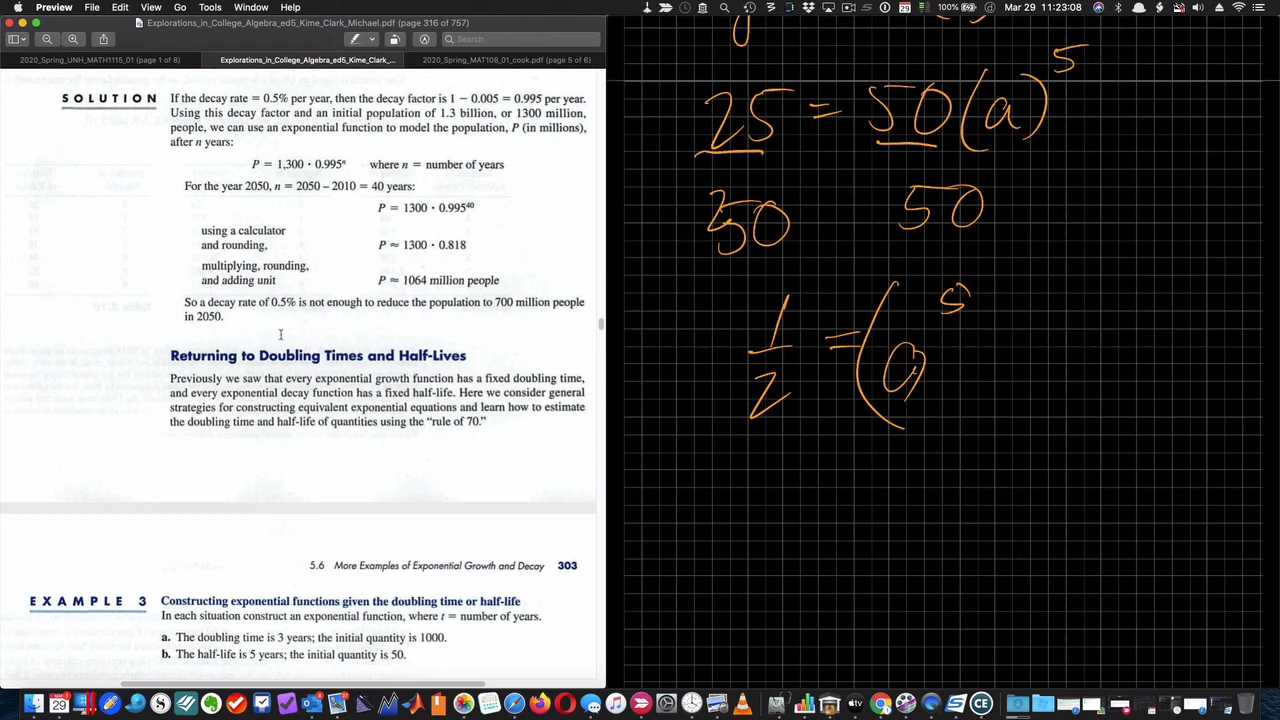 Preview File Edit View Go Tools Window Help
100% Mar 29 11:23:08
Explorations_in_College_Algebra_ed5_Kime_Clark_Michael.pdf (page 316 of 757)
Search
2020_Spring_UNH_MATH1115_01 (page 1 of 8) Explorations_in_College_Algebra_ed5_Kime_Clark_... 2020_Spring_MAT108_01_cook.pdf (page 5 of 6)
SOLUTION If the decay rate = 0.5% per year, then the decay factor is 1 − 0.005 = 0.995 per year.
Using this decay factor and an initial population of 1.3 billion, or 1300 million,
people, we can use an exponential function to model the population, P (in millions),
after n years:
P = 1,300 · 0.995ⁿ where n = number of years
For the year 2050, n = 2050 − 2010 = 40 years:
P = 1300 · 0.995⁴⁰
using a calculator
and rounding, P ≈ 1300 · 0.818
multiplying, rounding,
and adding unit P ≈ 1064 million people
So a decay rate of 0.5% is not enough to reduce the population to 700 million people
in 2050.
Returning to Doubling Times and Half-Lives
Previously we saw that every exponential growth function has a fixed doubling time,
and every exponential decay function has a fixed half-life. Here we consider general
strategies for constructing equivalent exponential equations and learn how to estimate
the doubling time and half-life of quantities using the “rule of 70.”
5.6 More Examples of Exponential Growth and Decay 303
EXAMPLE 3 Constructing exponential functions given the doubling time or half-life
In each situation construct an exponential function, where t = number of years.
a. The doubling time is 3 years; the initial quantity is 1000.
b. The half-life is 5 years; the initial quantity is 50.
25 = 50(a)⁵
50 50
1 = (a ⁵
2